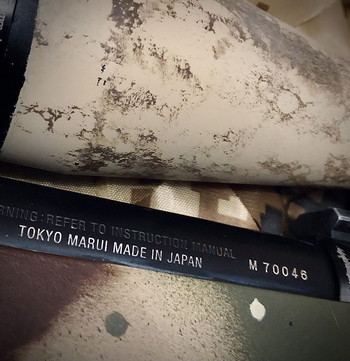 RNING:REFER TO INSTRUCTION MANUAL
TOKYO MARUI MADE IN JAPAN M 70046